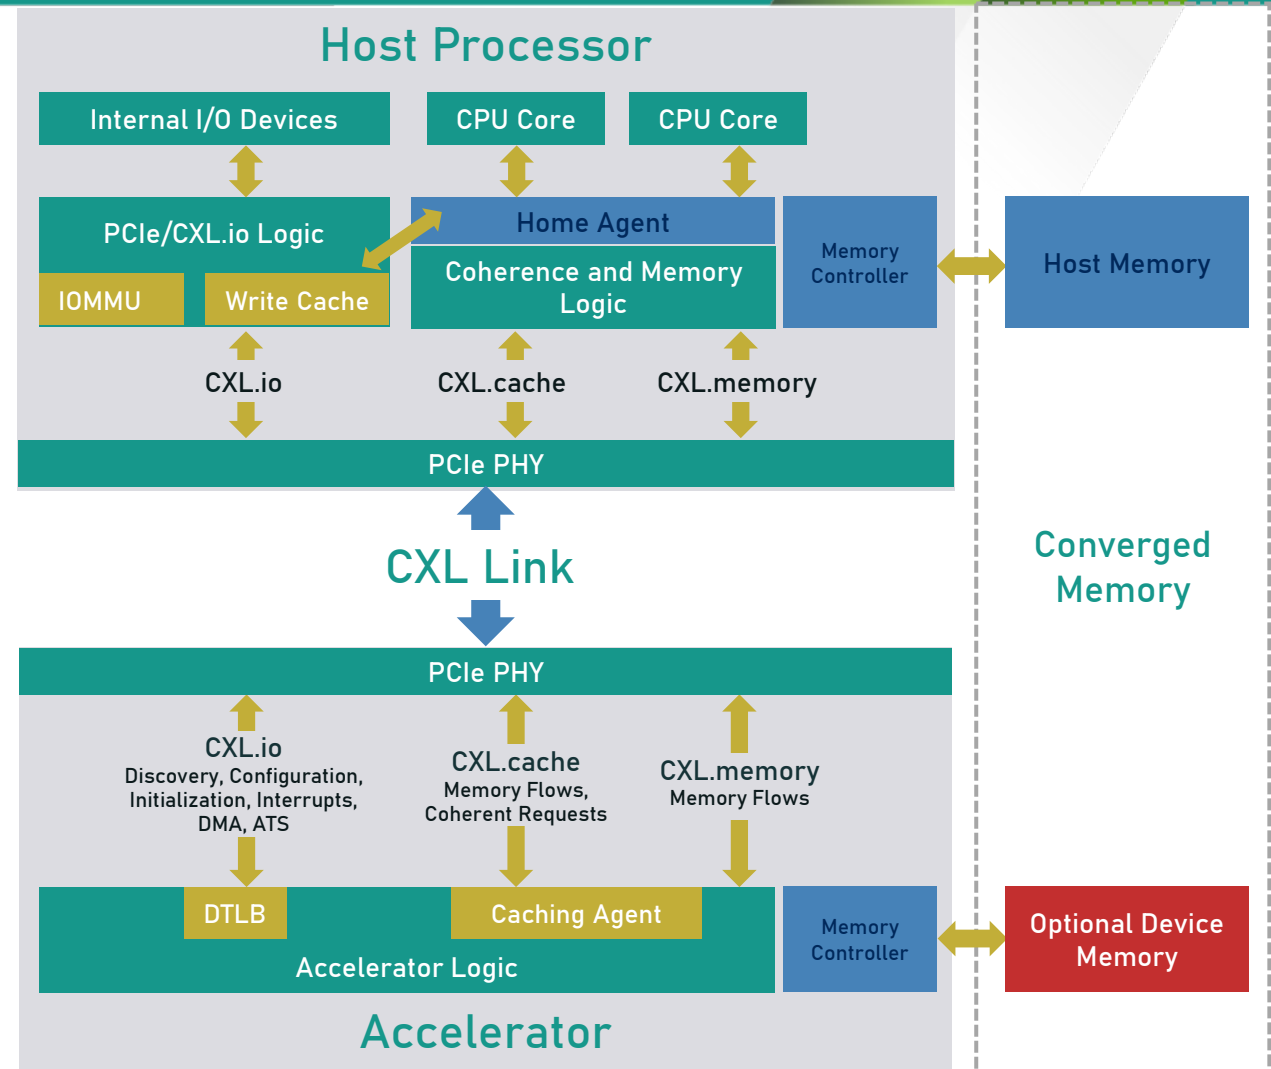 Host Processor
Internal I/O Devices
CPU Core
CPU Core
PCIe/CXL.io Logic
IOMMU
Write Cache
Home Agent
Coherence and Memory
Logic
Memory
Controller
Host Memory
CXL.io
CXL.cache
CXL.memory
PCIe PHY
CXL Link
Converged
Memory
PCIe PHY
CXL.io
Discovery, Configuration,
Initialization, Interrupts,
DMA, ATS
CXL.cache
Memory Flows,
Coherent Requests
CXL.memory
Memory Flows
DTLB
Caching Agent
Accelerator Logic
Memory
Controller
Optional Device
Memory
Accelerator